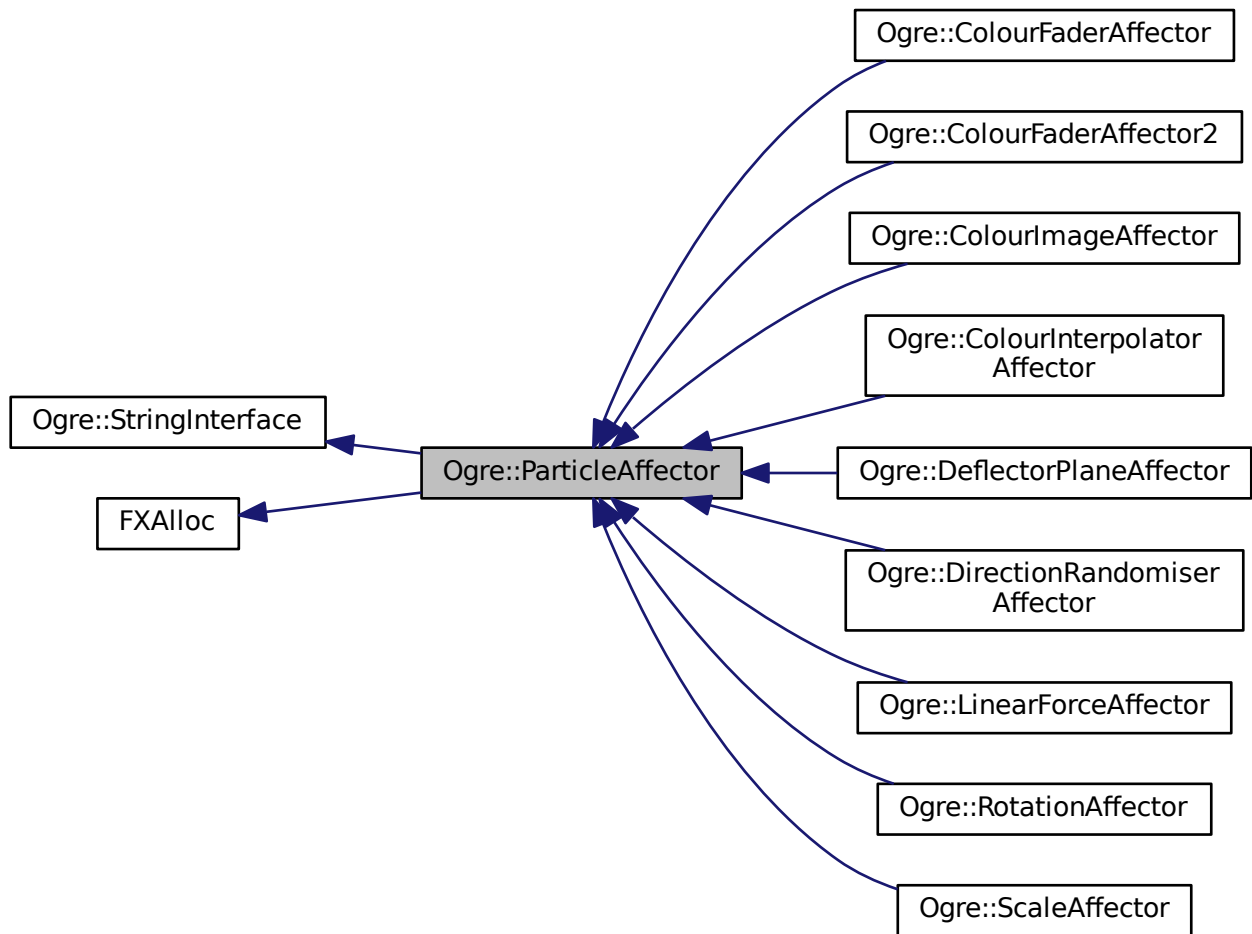 Ogre::StringInterface
FXAlloc
Ogre::ParticleAffector
Ogre::ColourFaderAffector
Ogre::ColourFaderAffector2
Ogre::ColourImageAffector
Ogre::ColourInterpolator
Affector
Ogre::DeflectorPlaneAffector
Ogre::DirectionRandomiser
Affector
Ogre::LinearForceAffector
Ogre::RotationAffector
Ogre::ScaleAffector